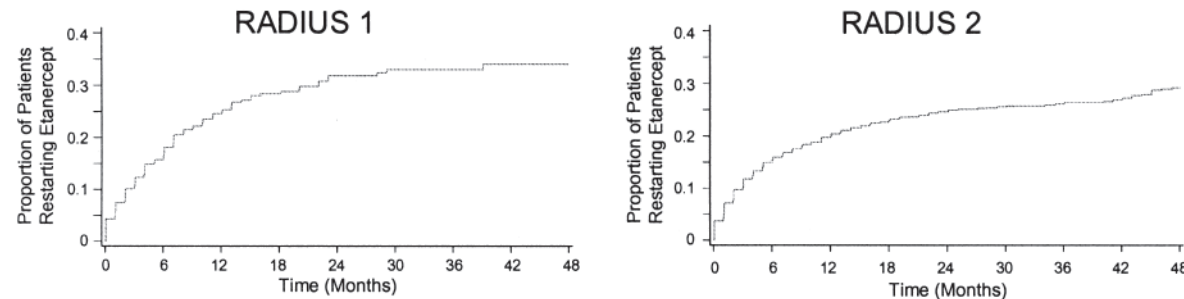 RADIUS 1
Proportion of Patients
Restarting Etanercept
0.4
0.3
0.2
0.1
0
0 6 12 18 24 30 36 42 48
Time (Months)
RADIUS 2
Proportion of Patients
Restarting Etanercept
0.4
0.3
0.2
0.1
0
0 6 12 18 24 30 36 42 48
Time (Months)